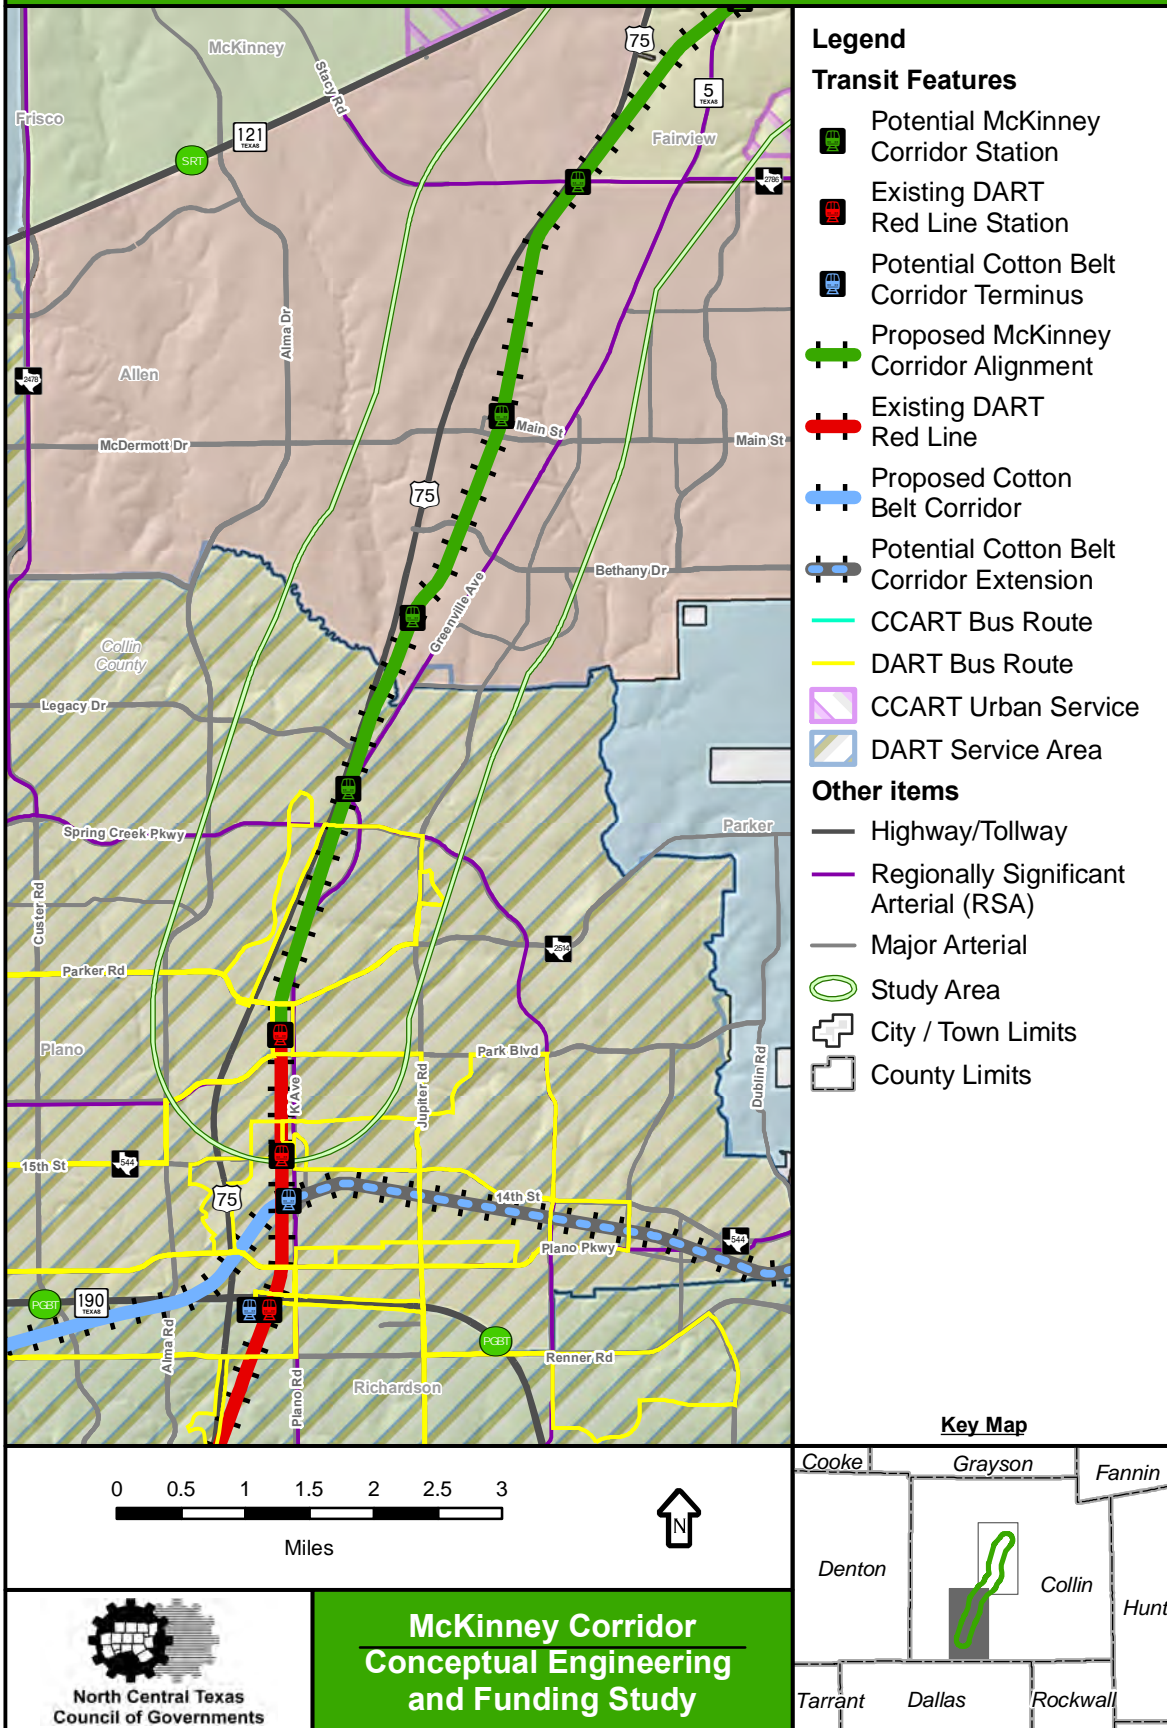 McKinney
Frisco
Stacy Rd
75
5
TEXAS
121
TEXAS
SRT
Fairview
2786
Alma Dr
Allen
2478
McDermott Dr
Main St
Main St
75
Bethany Dr
Greenville Ave
Collin
County
Legacy Dr
Spring Creek Pkwy
Parker
Custer Rd
2514
Parker Rd
Plano
Park Blvd
K Ave
Jupiter Rd
Dublin Rd
15th St
544
75
14th St
544
Plano Pkwy
PGBT
190
TEXAS
PGBT
Alma Rd
Plano Rd
Renner Rd
Richardson
Legend
Transit Features
Potential McKinney
Corridor Station
Existing DART
Red Line Station
Potential Cotton Belt
Corridor Terminus
Proposed McKinney
Corridor Alignment
Existing DART
Red Line
Proposed Cotton
Belt Corridor
Potential Cotton Belt
Corridor Extension
CCART Bus Route
DART Bus Route
CCART Urban Service
DART Service Area
Other items
Highway/Tollway
Regionally Significant
Arterial (RSA)
Major Arterial
Study Area
City / Town Limits
County Limits
Key Map
Cooke
Grayson
Fannin
Denton
Collin
Hunt
Tarrant
Dallas
Rockwall
0 0.5 1 1.5 2 2.5 3
Miles
N
North Central Texas
Council of Governments
McKinney Corridor
Conceptual Engineering
and Funding Study